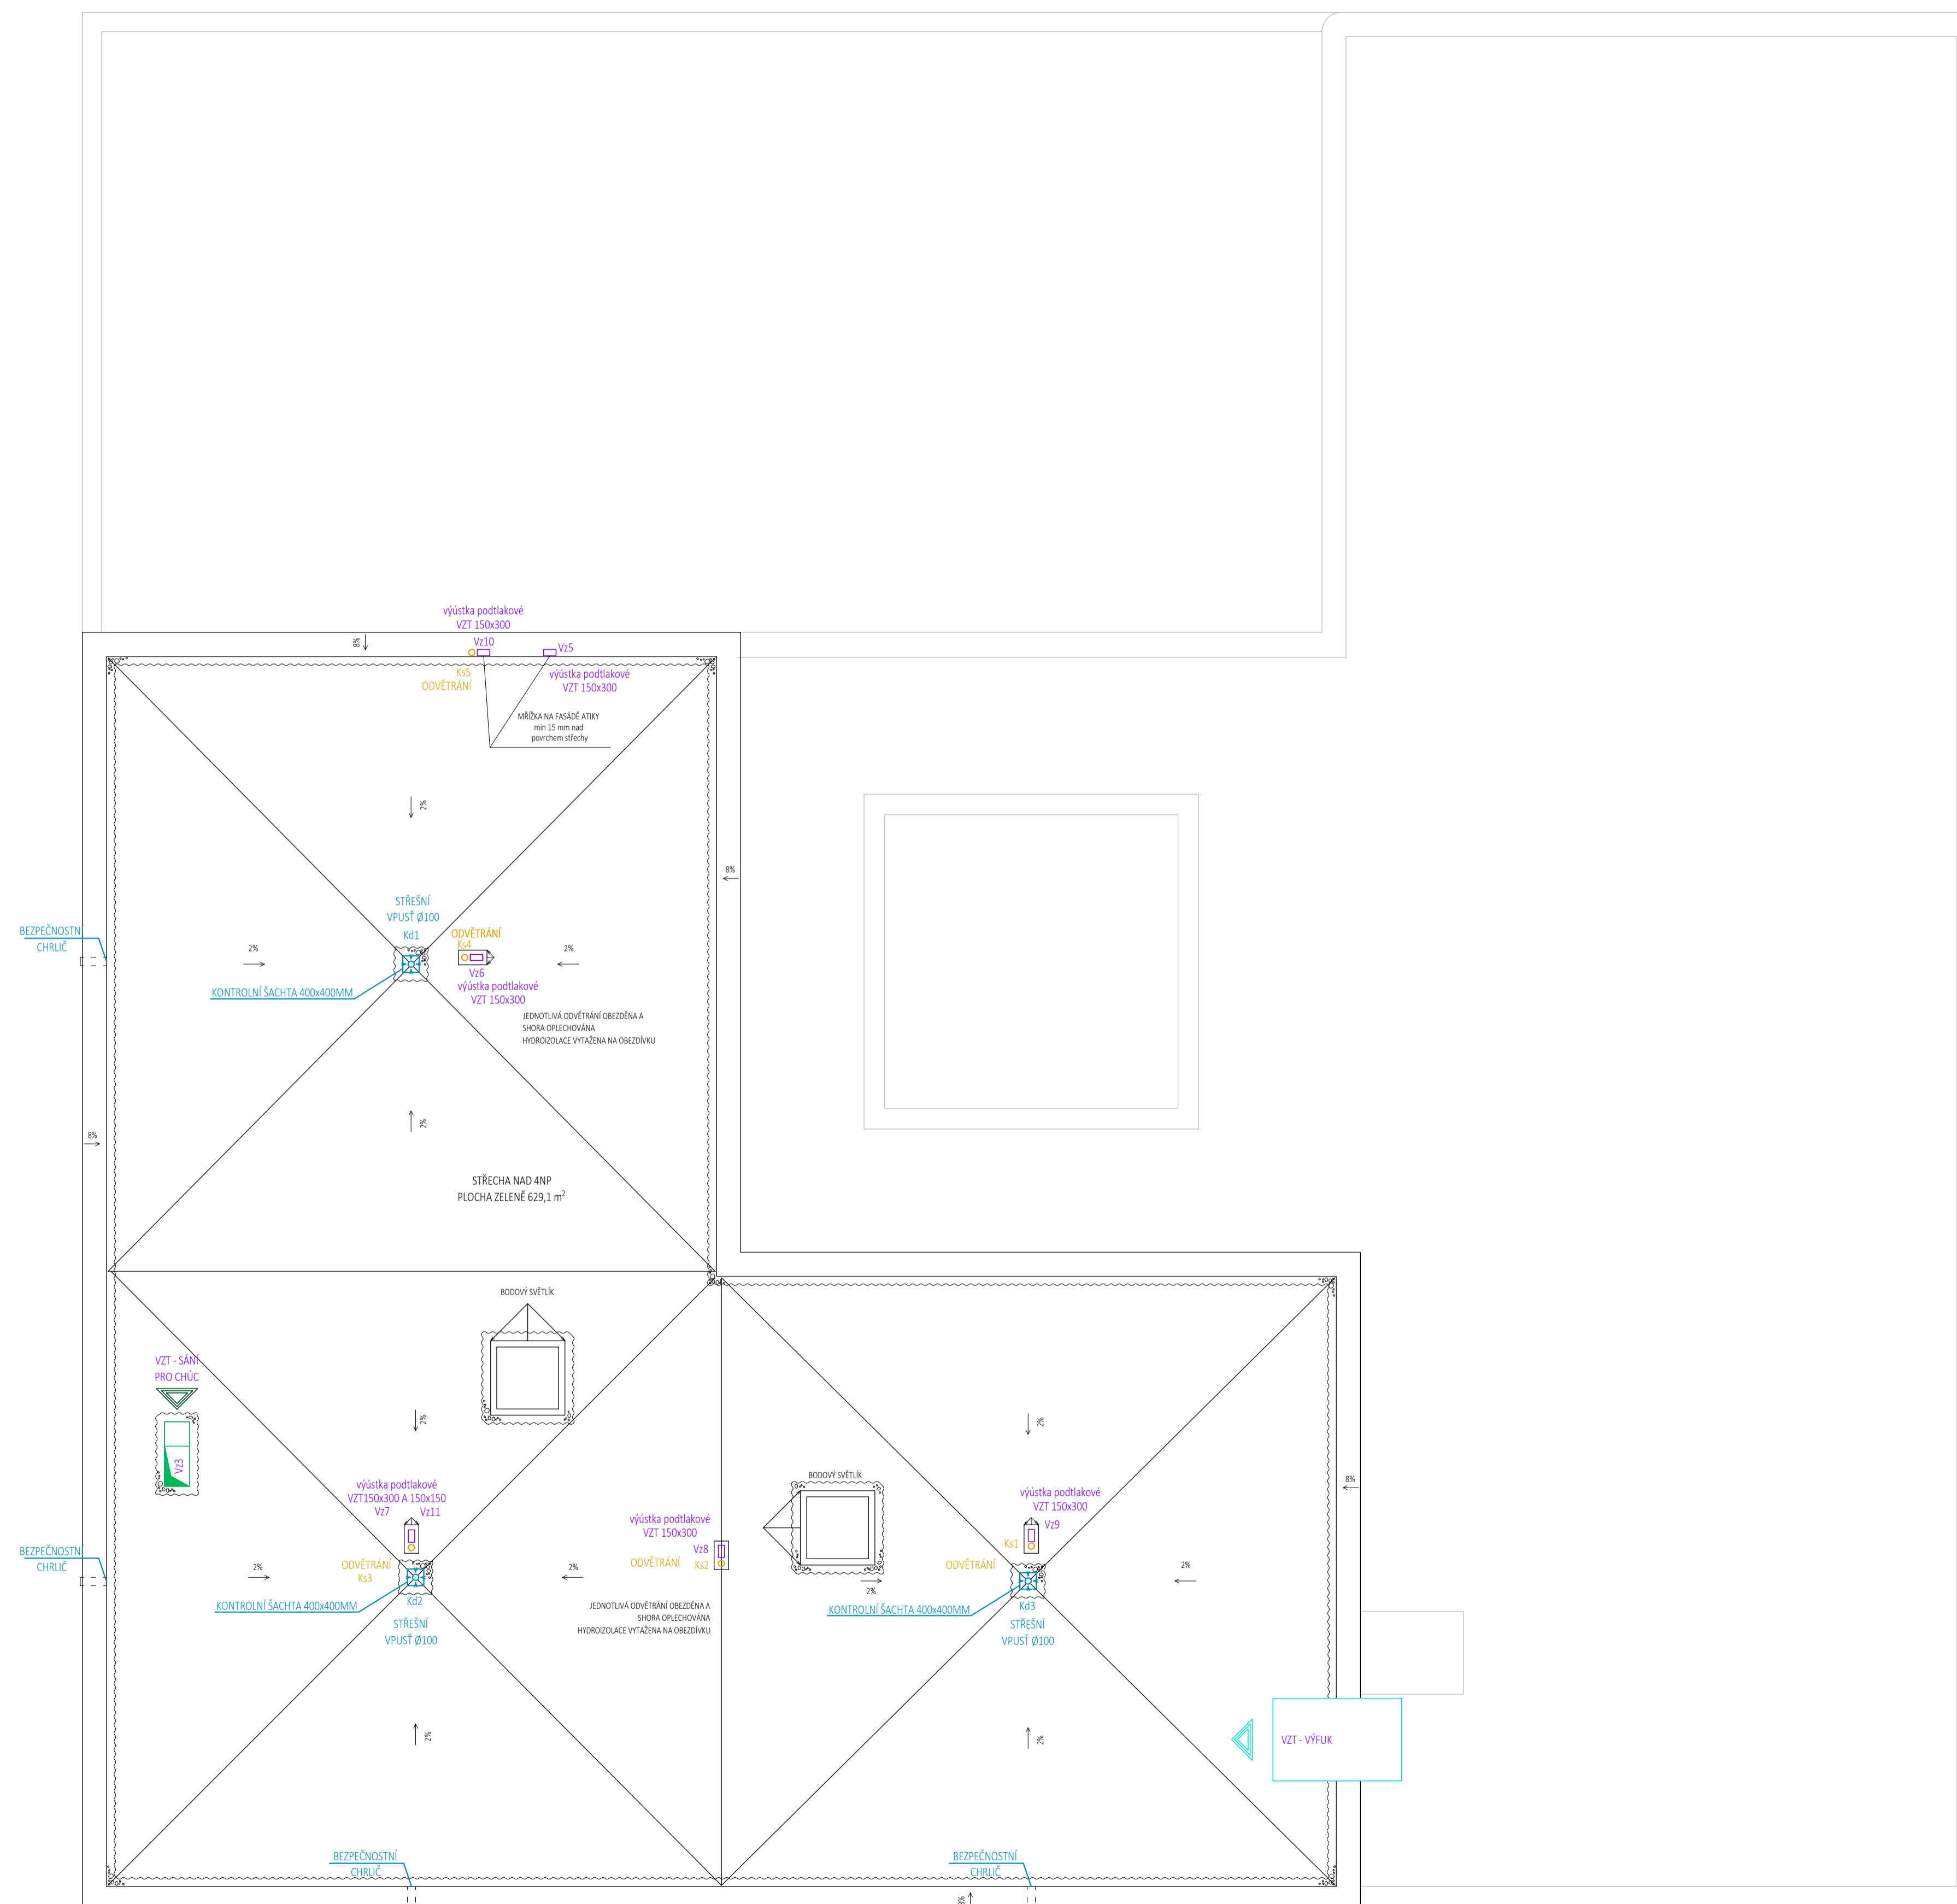 výústka podtlakové
VZT 150x300
Vz10
8%
Vz5
Ks5
ODVĚTRÁNÍ
výústka podtlakové
VZT 150x300
MŘÍŽKA NA FASÁDĚ ATIKY
min 15 mm nad
povrchem střechy
2%
8%
STŘEŠNÍ
VPUSŤ Ø100
Kd1
BEZPEČNOSTN
CHRLIČ
ODVĚTRÁNÍ
Ks4
2%
2%
Vz6
výústka podtlakové
VZT 150x300
KONTROLNÍ ŠACHTA 400x400MM
JEDNOTLIVÁ ODVĚTRÁNÍ OBEZDĚNA A
SHORA OPLECHOVÁNA
HYDROIZOLACE VYTAŽENA NA OBEZDÍVKU
2%
8%
STŘECHA NAD 4NP
PLOCHA ZELENĚ 629,1 m²
BODOVÝ SVĚTLÍK
VZT - SÁNÍ
PRO CHÚC
Vz3
2%
2%
výústka podtlakové
VZT150x300 A 150x150
Vz7
Vz11
BODOVÝ SVĚTLÍK
8%
výústka podtlakové
VZT 150x300
Vz9
výústka podtlakové
VZT 150x300
Vz8
Ks1
BEZPEČNOSTN
CHRLIČ
2%
ODVĚTRÁNÍ
Ks3
2%
ODVĚTRÁNÍ
Ks2
2%
ODVĚTRÁNÍ
2%
KONTROLNÍ ŠACHTA 400x400MM
Kd2
STŘEŠNÍ
VPUSŤ Ø100
JEDNOTLIVÁ ODVĚTRÁNÍ OBEZDĚNA A
SHORA OPLECHOVÁNA
HYDROIZOLACE VYTAŽENA NA OBEZDÍVKU
KONTROLNÍ ŠACHTA 400x400MM
Kd3
STŘEŠNÍ
VPUSŤ Ø100
2%
2%
VZT - VÝFUK
BEZPEČNOSTNÍ
CHRLIČ
BEZPEČNOSTNÍ
CHRLIČ